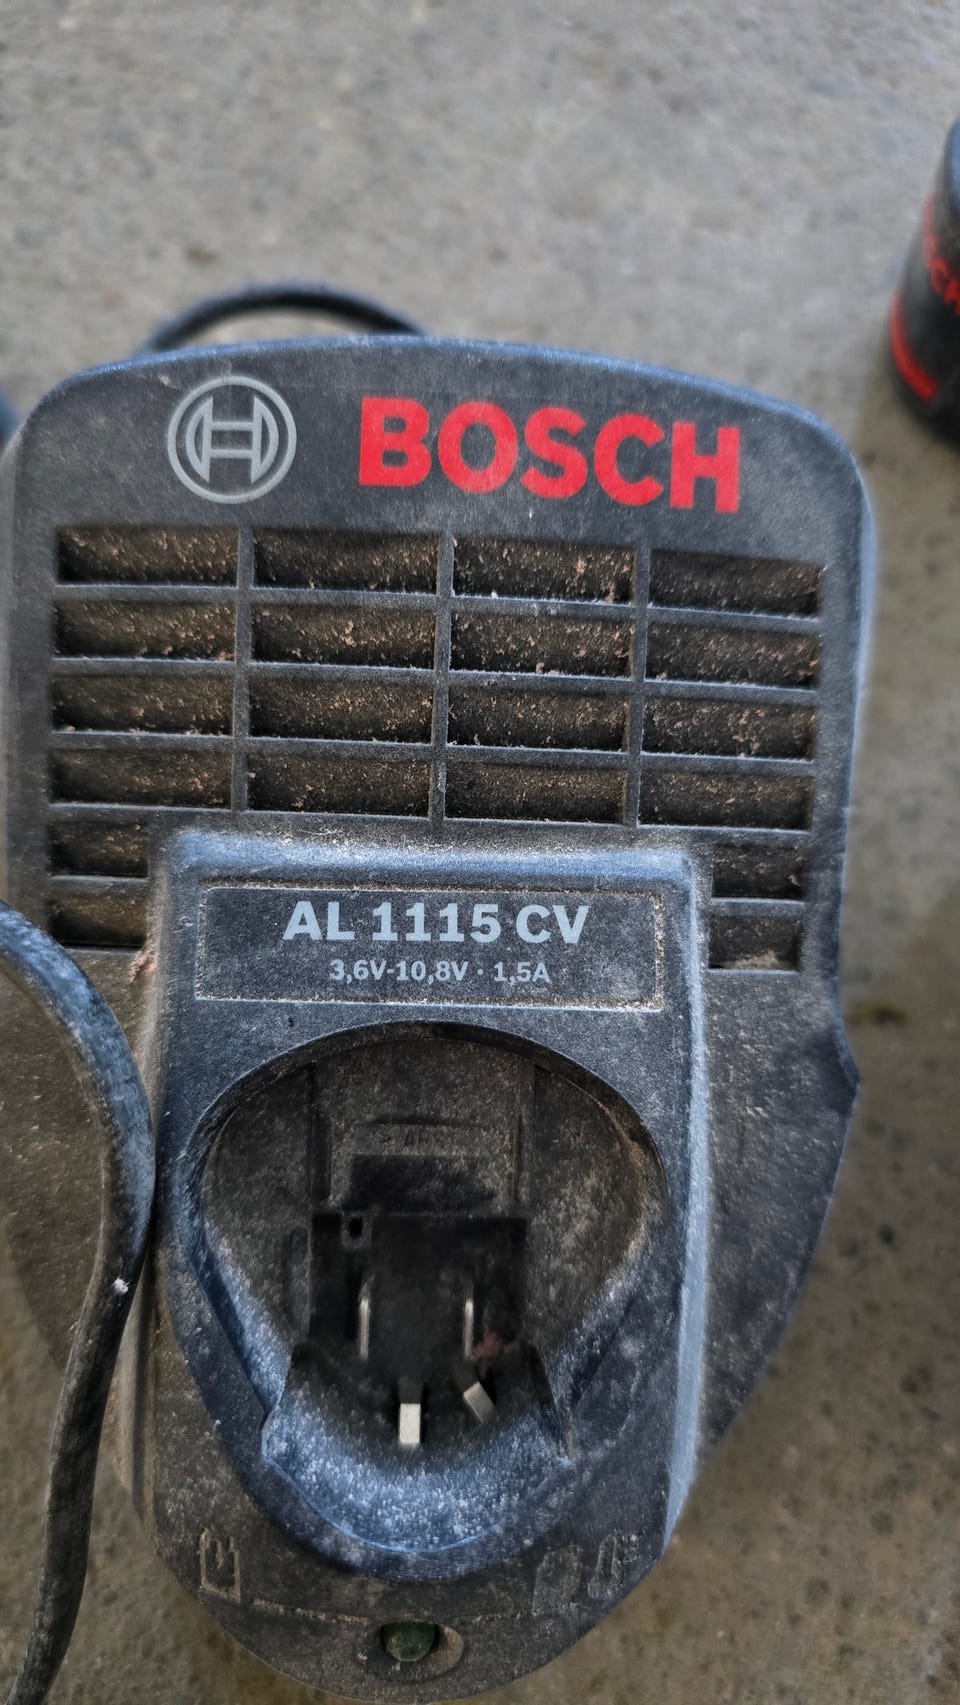 BOSCH
AL 1115 CV
3,6V-10,8V · 1,5A